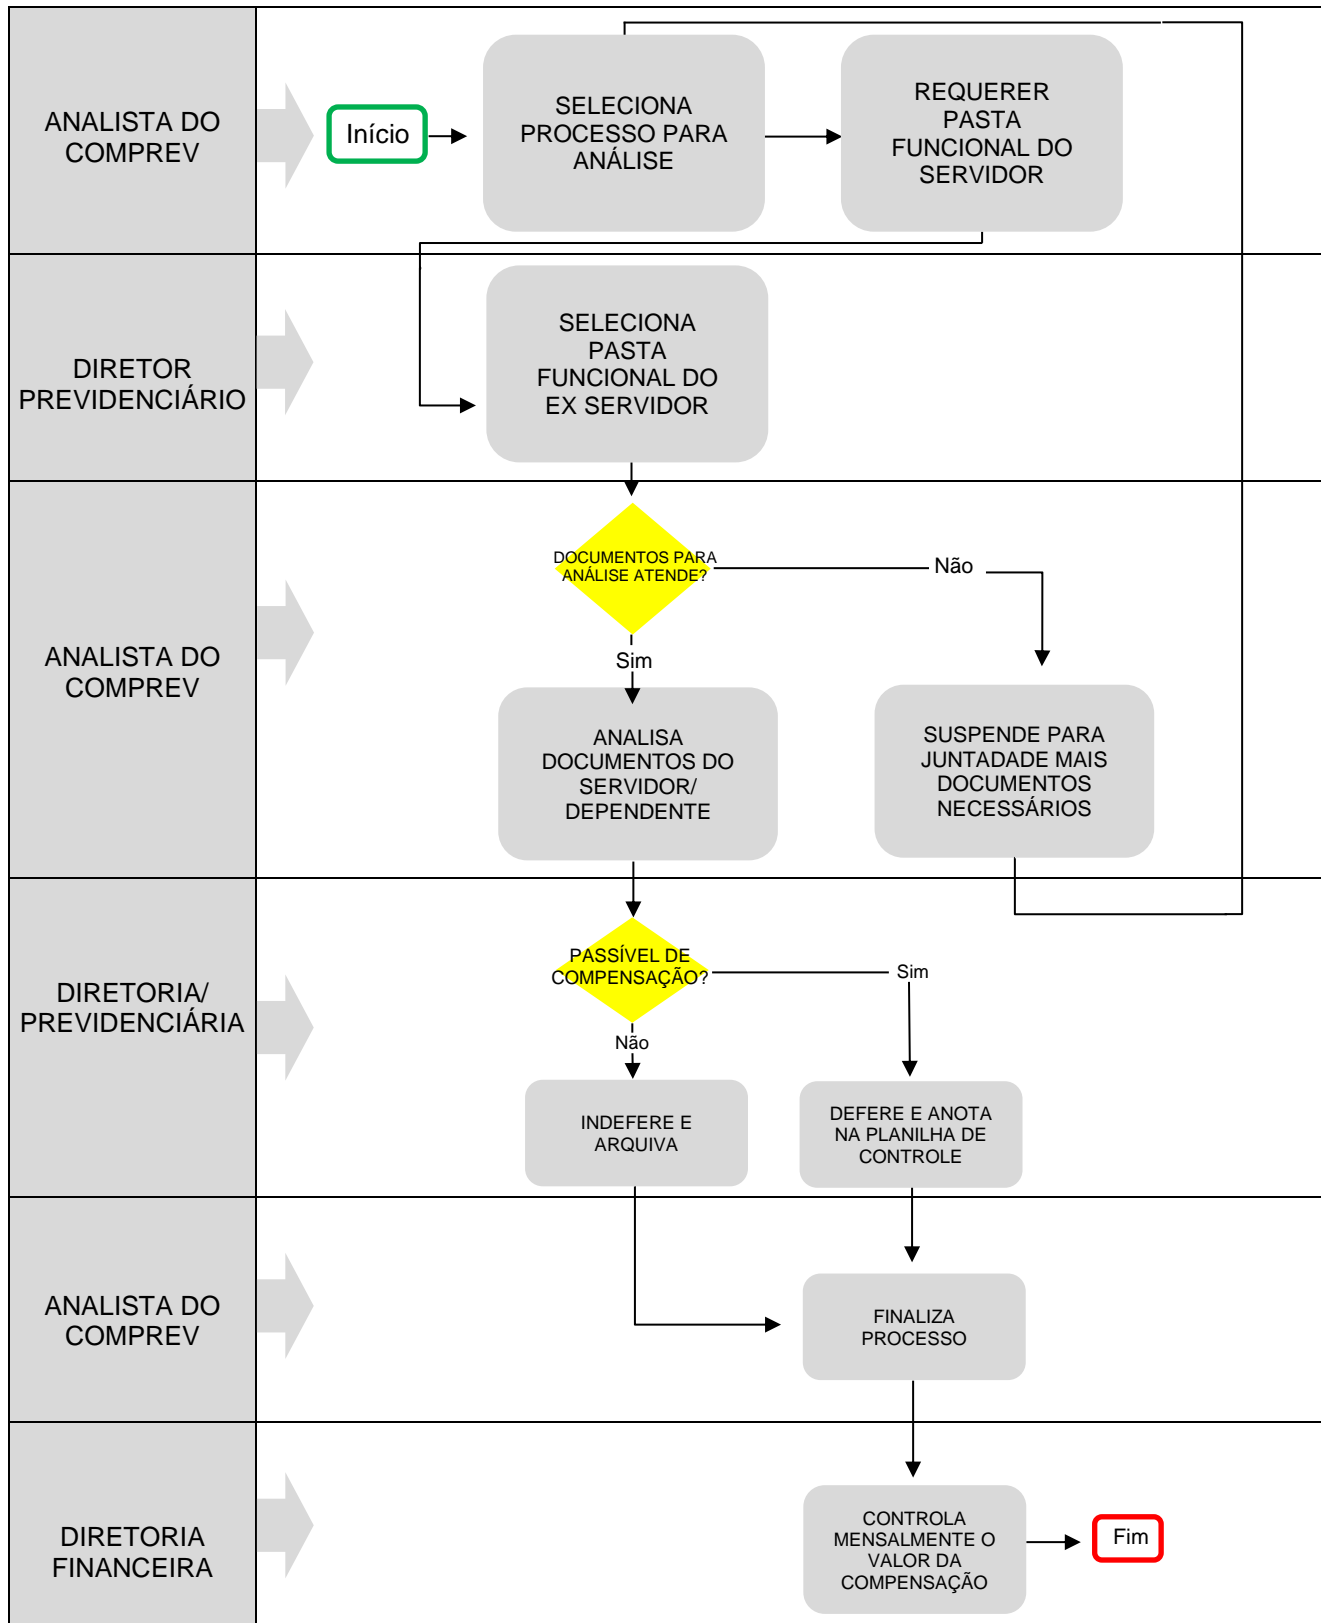 ANALISTA DO
COMPREV
Início
SELECIONA
PROCESSO PARA
ANÁLISE
REQUERER
PASTA
FUNCIONAL DO
SERVIDOR
DIRETOR
PREVIDENCIÁRIO
SELECIONA
PASTA
FUNCIONAL DO
EX SERVIDOR
ANALISTA DO
COMPREV
DOCUMENTOS PARA
ANÁLISE ATENDE?
Não
Sim
ANALISA
DOCUMENTOS DO
SERVIDOR/
DEPENDENTE
SUSPENDE PARA
JUNTADADE MAIS
DOCUMENTOS
NECESSÁRIOS
DIRETORIA/
PREVIDENCIÁRIA
PASSÍVEL DE
COMPENSAÇÃO?
Sim
Não
INDEFERE E
ARQUIVA
DEFERE E ANOTA
NA PLANILHA DE
CONTROLE
ANALISTA DO
COMPREV
FINALIZA
PROCESSO
DIRETORIA
FINANCEIRA
CONTROLA
MENSALMENTE O
VALOR DA
COMPENSAÇÃO
Fim